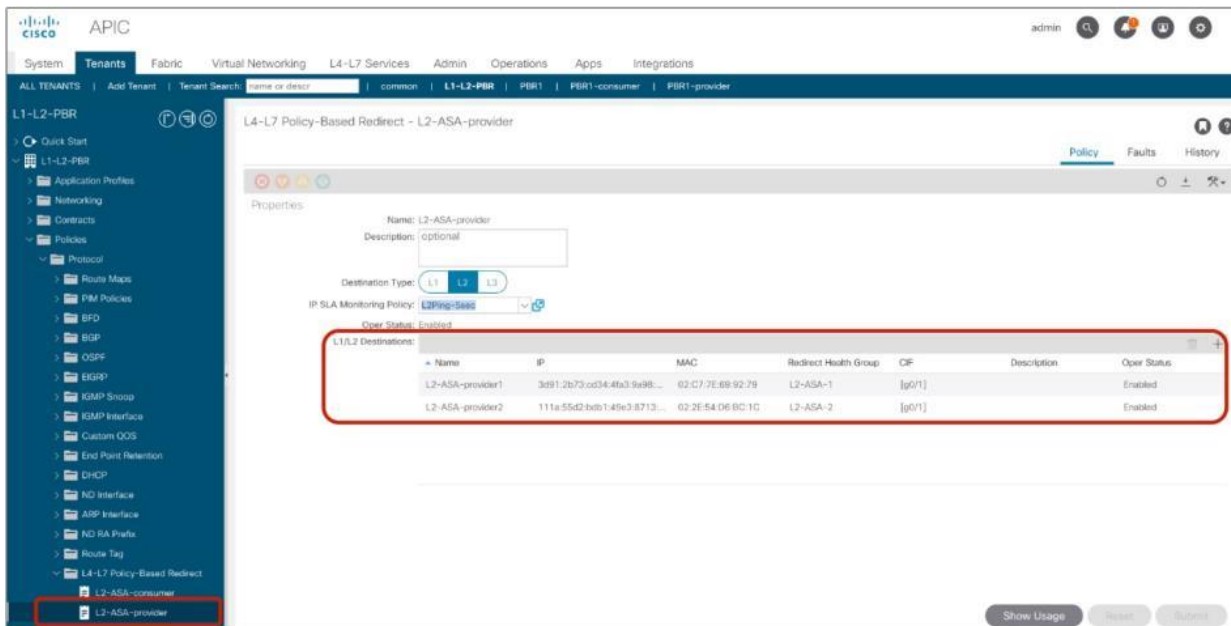 CISCO APIC admin
System Tenants Fabric Virtual Networking L4-L7 Services Admin Operations Apps Integrations
ALL TENANTS | Add Tenant | Tenant Search: name or descr | common | L1-L2-PBR | PBR1 | PBR1-consumer | PBR1-provider
L1-L2-PBR
Quick Start
L1-L2-PBR
Application Profiles
Networking
Contracts
Policies
Protocol
Route Maps
PIM Policies
BFD
BGP
OSPF
EIGRP
IGMP Snoop
IGMP Interface
Custom QOS
End Point Retention
DHCP
ND Interface
ARP Interface
ND RA Prefix
Route Tag
L4-L7 Policy-Based Redirect
L2-ASA-consumer
L2-ASA-provider
L4-L7 Policy-Based Redirect - L2-ASA-provider
Policy Faults History
Properties
Name: L2-ASA-provider
Description: optional
Destination Type: L1 L2 L3
IP SLA Monitoring Policy: L2Ping-5sec
Oper Status: Enabled
L1/L2 Destinations:
Name IP MAC Redirect Health Group CIF Description Oper Status
L2-ASA-provider1 3d91:2b73:cd34:4fa3:9a98:... 02:C7:7E:69:92:79 L2-ASA-1 [g0/1] Enabled
L2-ASA-provider2 111a:55d2:bdb1:49e3:8713:... 02:2E:54:D6:BC:1C L2-ASA-2 [g0/1] Enabled
Show Usage Reset Submit